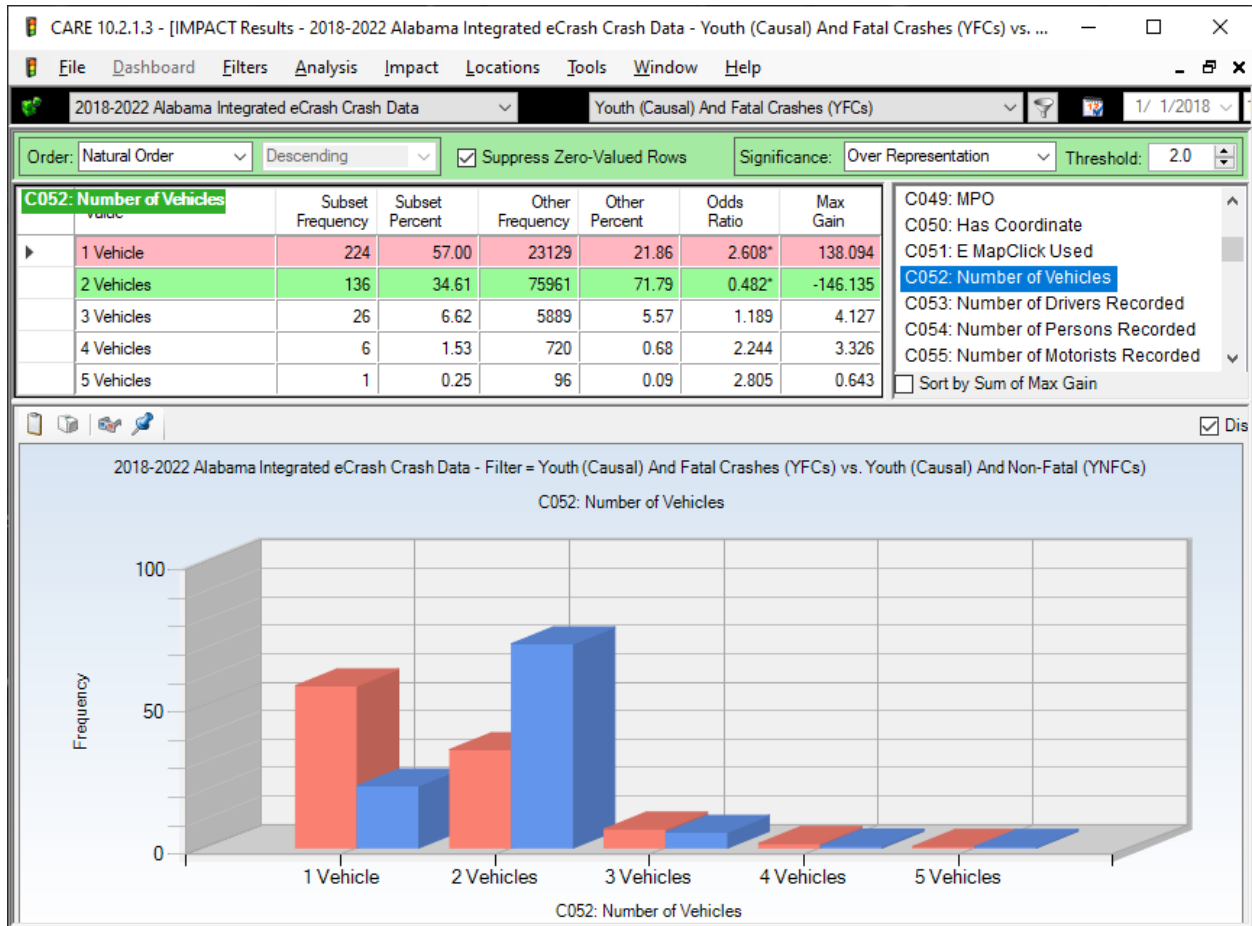 CARE 10.2.1.3 - [IMPACT Results - 2018-2022 Alabama Integrated eCrash Crash Data - Youth (Causal) And Fatal Crashes (YFCs) vs. ...
File Dashboard Filters Analysis Impact Locations Tools Window Help
2018-2022 Alabama Integrated eCrash Crash Data Youth (Causal) And Fatal Crashes (YFCs) 1/ 1/2018
Order: Natural Order Descending Suppress Zero-Valued Rows Significance: Over Representation Threshold: 2.0
C052: Number of Vehicles
Value Subset Frequency Subset Percent Other Frequency Other Percent Odds Ratio Max Gain
1 Vehicle 224 57.00 23129 21.86 2.608* 138.094
2 Vehicles 136 34.61 75961 71.79 0.482* -146.135
3 Vehicles 26 6.62 5889 5.57 1.189 4.127
4 Vehicles 6 1.53 720 0.68 2.244 3.326
5 Vehicles 1 0.25 96 0.09 2.805 0.643
C049: MPO
C050: Has Coordinate
C051: E MapClick Used
C052: Number of Vehicles
C053: Number of Drivers Recorded
C054: Number of Persons Recorded
C055: Number of Motorists Recorded
Sort by Sum of Max Gain
Dis
2018-2022 Alabama Integrated eCrash Crash Data - Filter = Youth (Causal) And Fatal Crashes (YFCs) vs. Youth (Causal) And Non-Fatal (YNFCs)
C052: Number of Vehicles
Frequency
100
50
0
1 Vehicle 2 Vehicles 3 Vehicles 4 Vehicles 5 Vehicles
C052: Number of Vehicles